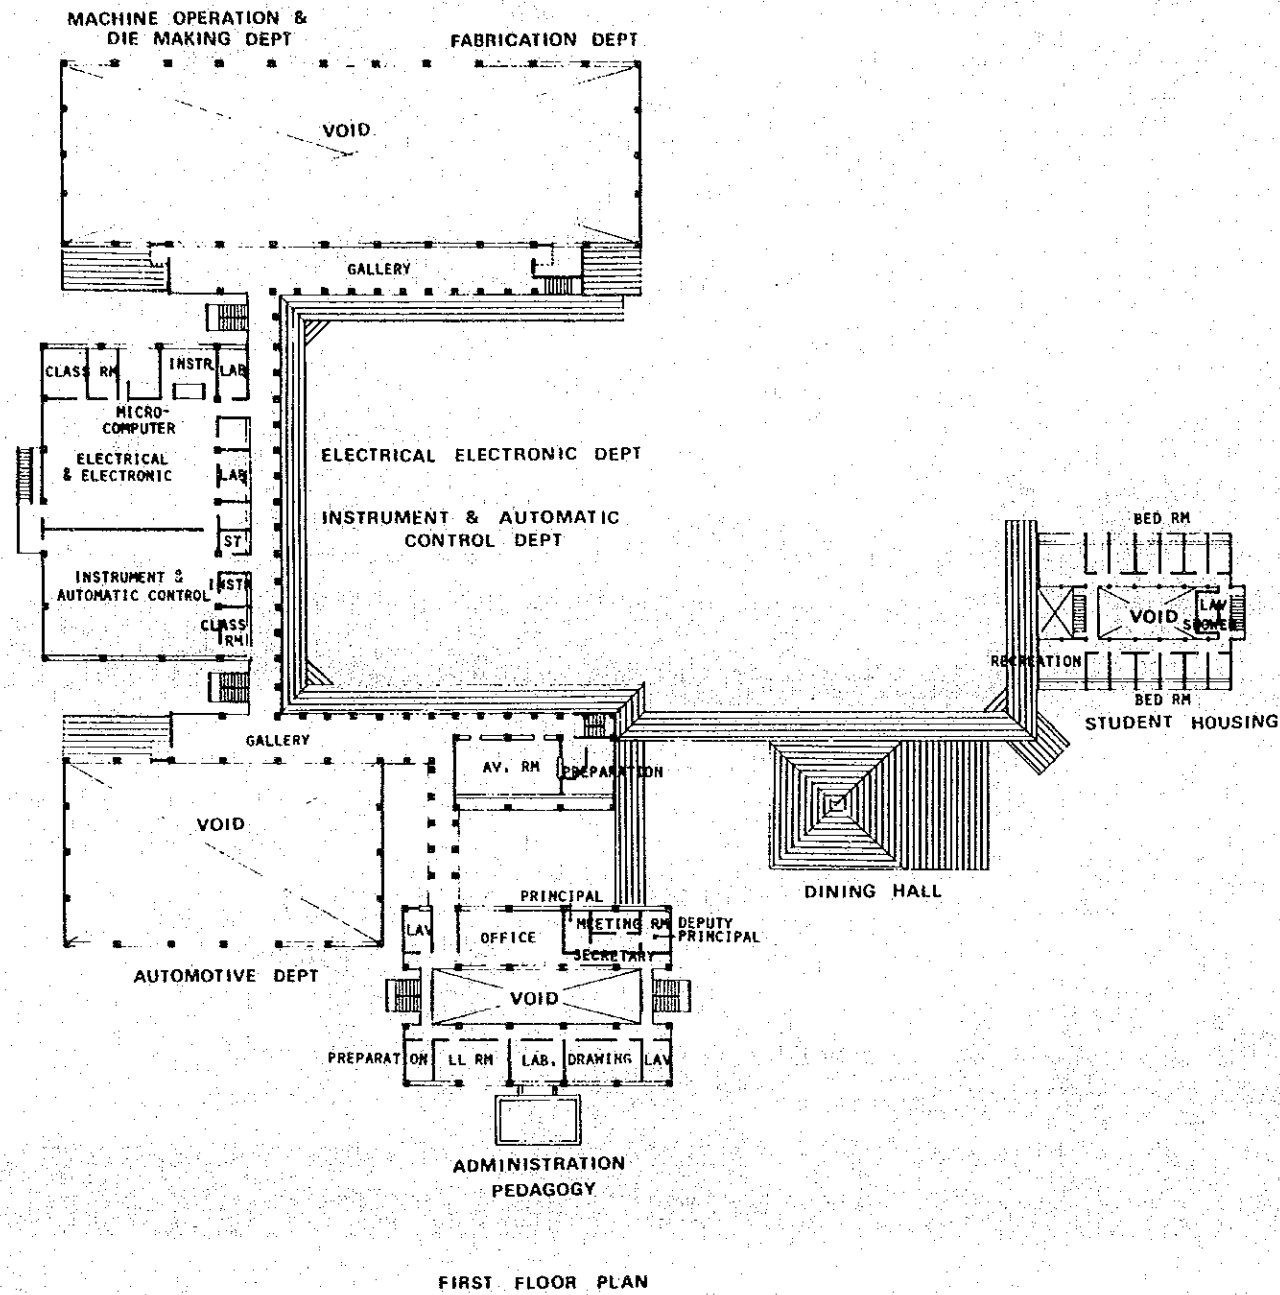 MACHINE OPERATION &
DIE MAKING DEPT
FABRICATION DEPT
VOID
GALLERY
CLASS RM
INSTR
LAB
MICRO-
COMPUTER
ELECTRICAL
& ELECTRONIC
LAB
ST
INSTRUMENT &
AUTOMATIC CONTROL
INSTR
CLASS
RM
ELECTRICAL ELECTRONIC DEPT
INSTRUMENT & AUTOMATIC
CONTROL DEPT
BED RM
VOID
LAV
SHOWER
RECREATION
BED RM
STUDENT HOUSING
GALLERY
AV. RM
PREPARATION
VOID
DINING HALL
AUTOMOTIVE DEPT
PRINCIPAL
LAV
OFFICE
MEETING RM
DEPUTY
PRINCIPAL
SECRETARY
VOID
PREPARATION
LL RM
LAB.
DRAWING
LAV
ADMINISTRATION
PEDAGOGY
FIRST FLOOR PLAN